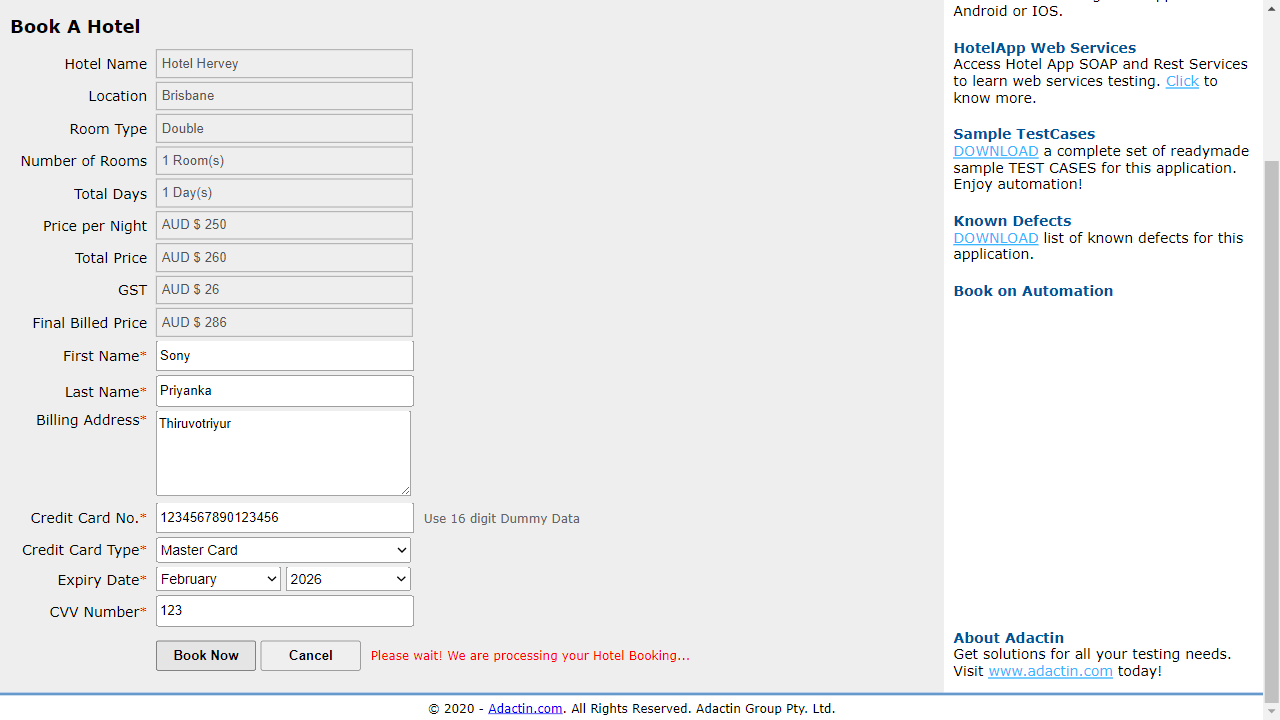 Book A Hotel
Hotel Name Hotel Hervey
Location Brisbane
Room Type Double
Number of Rooms 1 Room(s)
Total Days 1 Day(s)
Price per Night AUD $ 250
Total Price AUD $ 260
GST AUD $ 26
Final Billed Price AUD $ 286
First Name* Sony
Last Name* Priyanka
Billing Address* Thiruvotriyur
Credit Card No.* 1234567890123456 Use 16 digit Dummy Data
Credit Card Type* Master Card
Expiry Date* February 2026
CVV Number* 123
Book Now Cancel Please wait! We are processing your Hotel Booking...
Android or IOS.
HotelApp Web Services
Access Hotel App SOAP and Rest Services
to learn web services testing. Click to
know more.
Sample TestCases
DOWNLOAD a complete set of readymade
sample TEST CASES for this application.
Enjoy automation!
Known Defects
DOWNLOAD list of known defects for this
application.
Book on Automation
About Adactin
Get solutions for all your testing needs.
Visit www.adactin.com today!
© 2020 - Adactin.com. All Rights Reserved. Adactin Group Pty. Ltd.